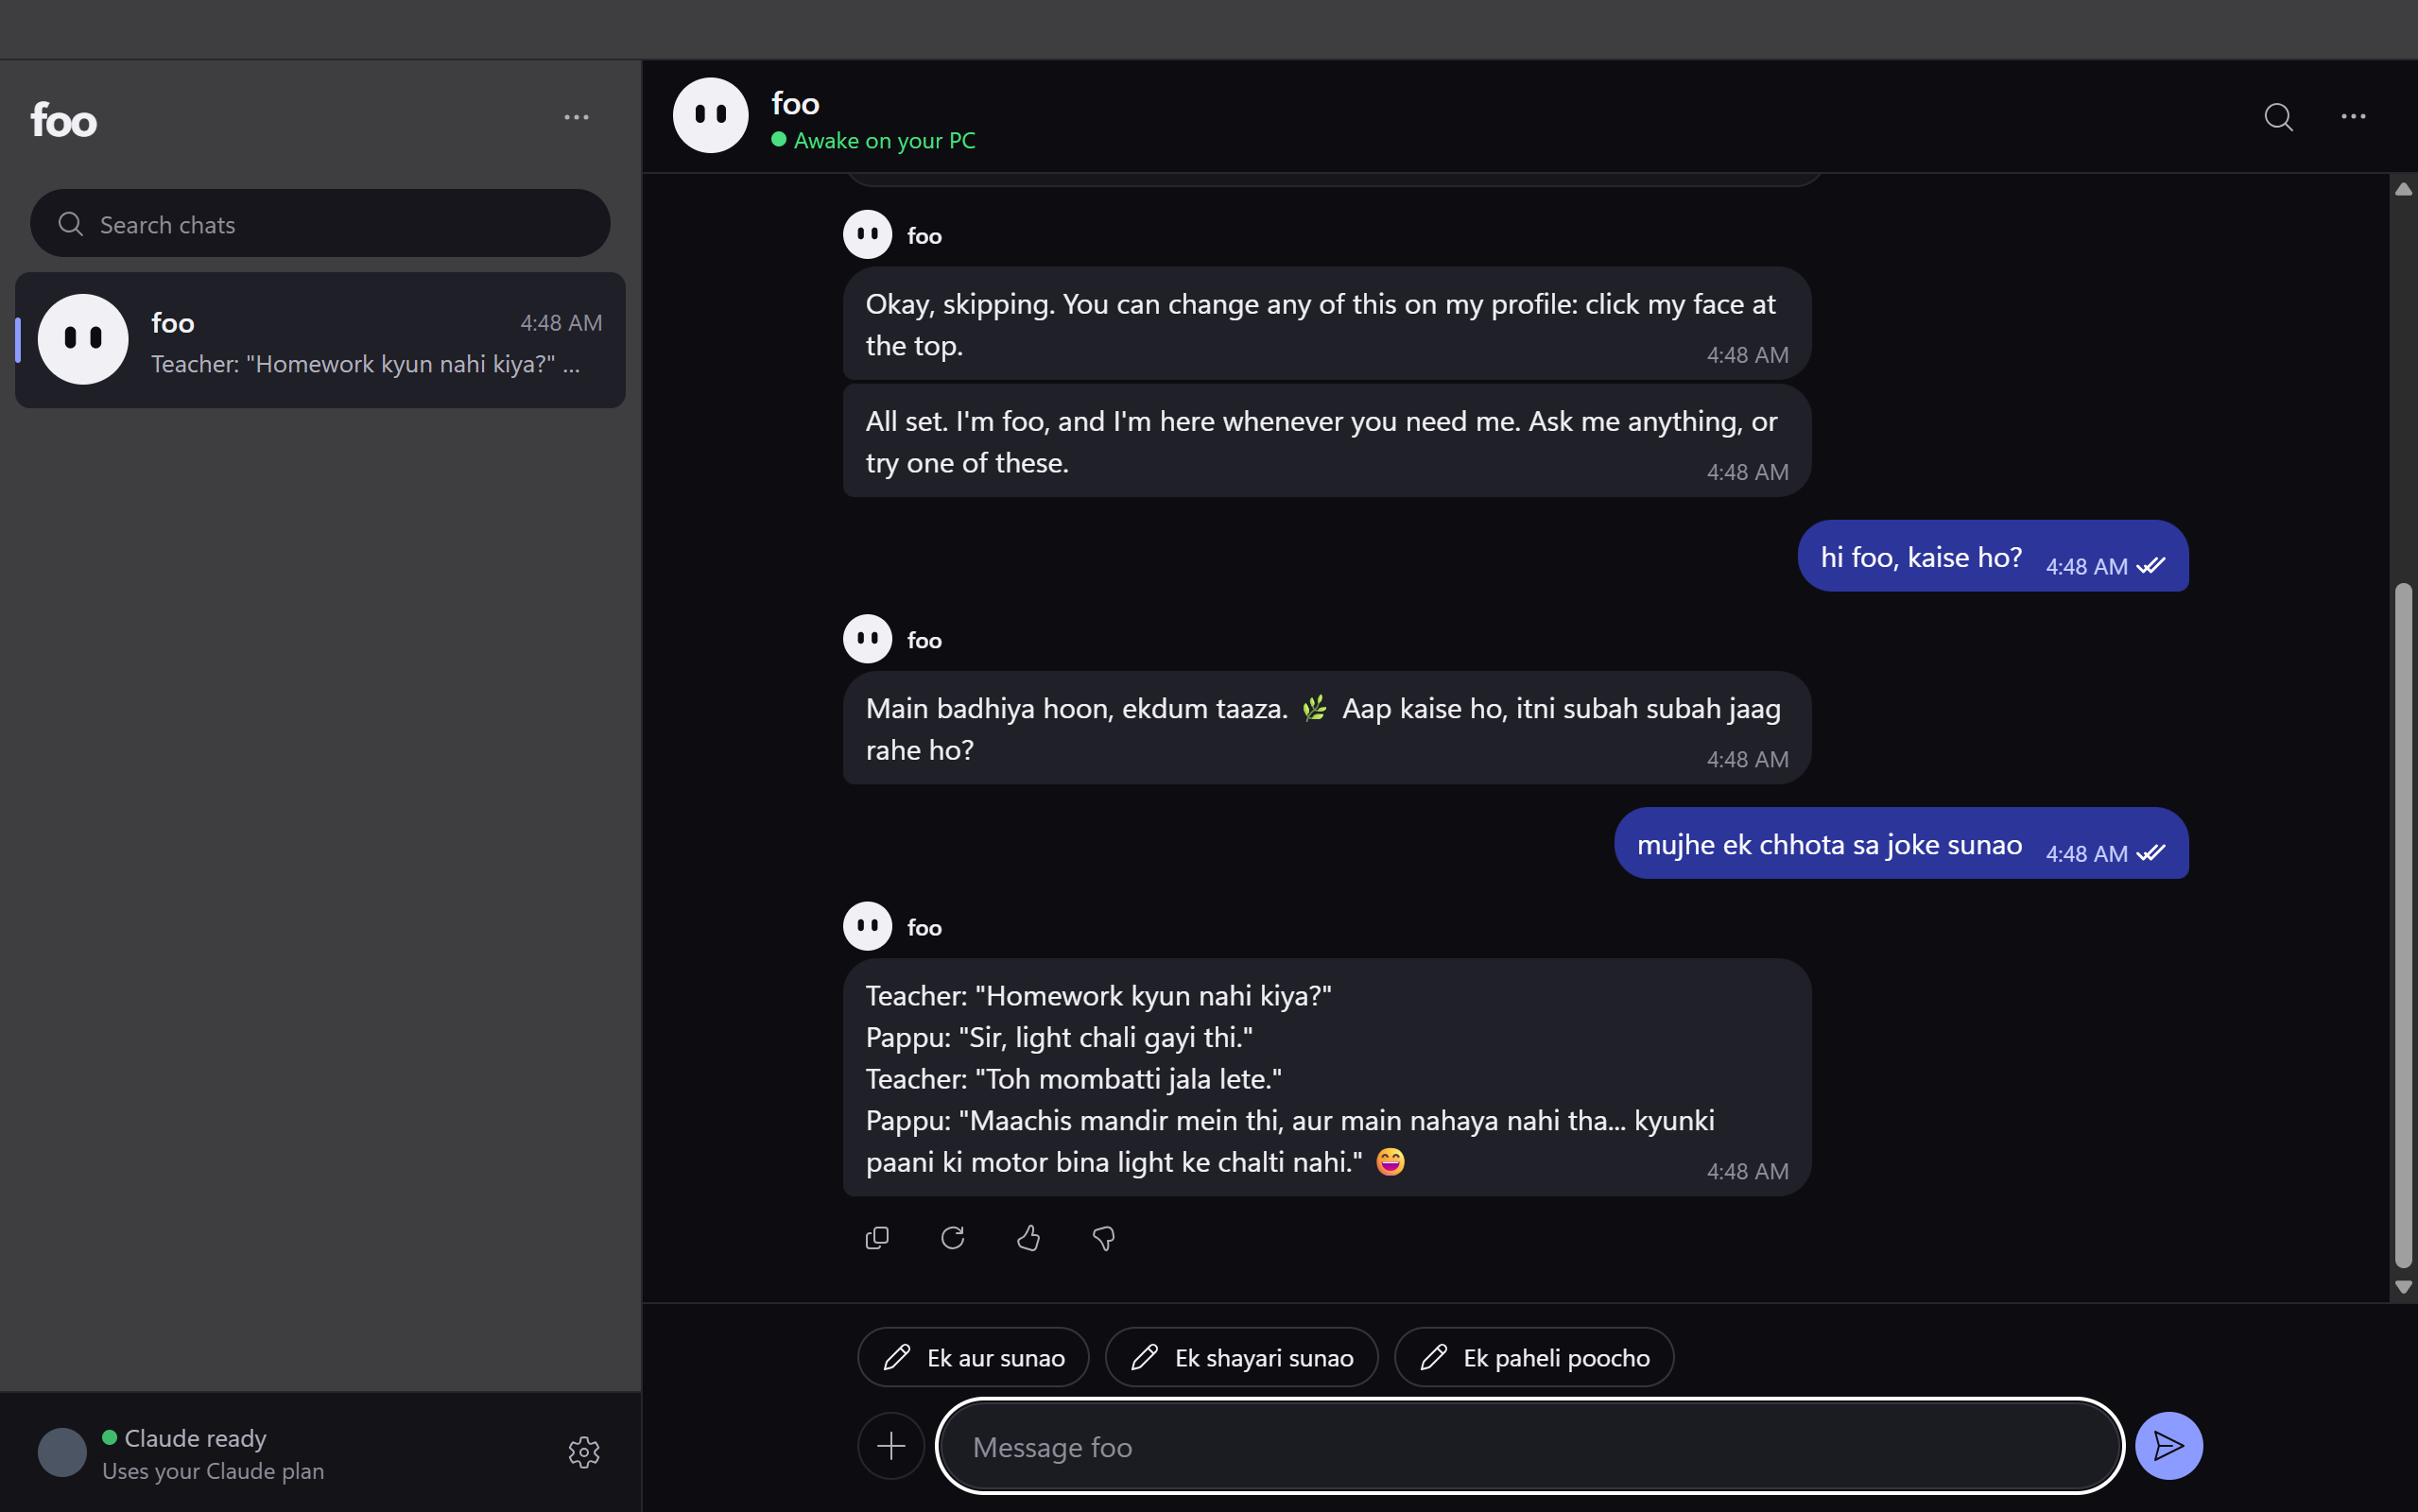 foo
Search chats
foo
4:48 AM
Teacher: "Homework kyun nahi kiya?" ...
Claude ready
Uses your Claude plan
foo
Awake on your PC
foo
Okay, skipping. You can change any of this on my profile: click my face at
the top.
4:48 AM
All set. I'm foo, and I'm here whenever you need me. Ask me anything, or
try one of these.
4:48 AM
hi foo, kaise ho? 4:48 AM
foo
Main badhiya hoon, ekdum taaza. 🌿 Aap kaise ho, itni subah subah jaag
rahe ho?
4:48 AM
mujhe ek chhota sa joke sunao 4:48 AM
foo
Teacher: "Homework kyun nahi kiya?"
Pappu: "Sir, light chali gayi thi."
Teacher: "Toh mombatti jala lete."
Pappu: "Maachis mandir mein thi, aur main nahaya nahi tha... kyunki
paani ki motor bina light ke chalti nahi." 😄
4:48 AM
Ek aur sunao
Ek shayari sunao
Ek paheli poocho
Message foo